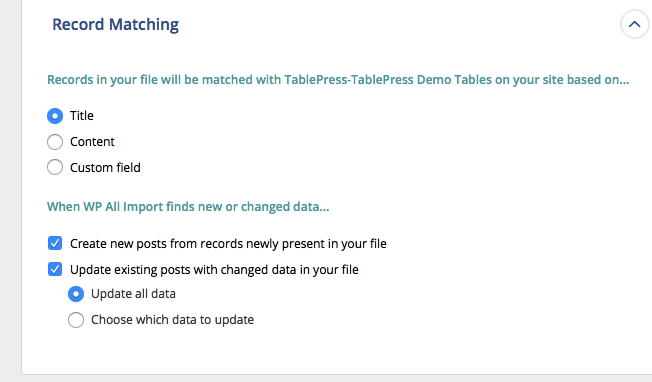 Record Matching
Records in your file will be matched with TablePress-TablePress Demo Tables on your site based on...
Title
Content
Custom field
When WP All Import finds new or changed data...
Create new posts from records newly present in your file
Update existing posts with changed data in your file
Update all data
Choose which data to update